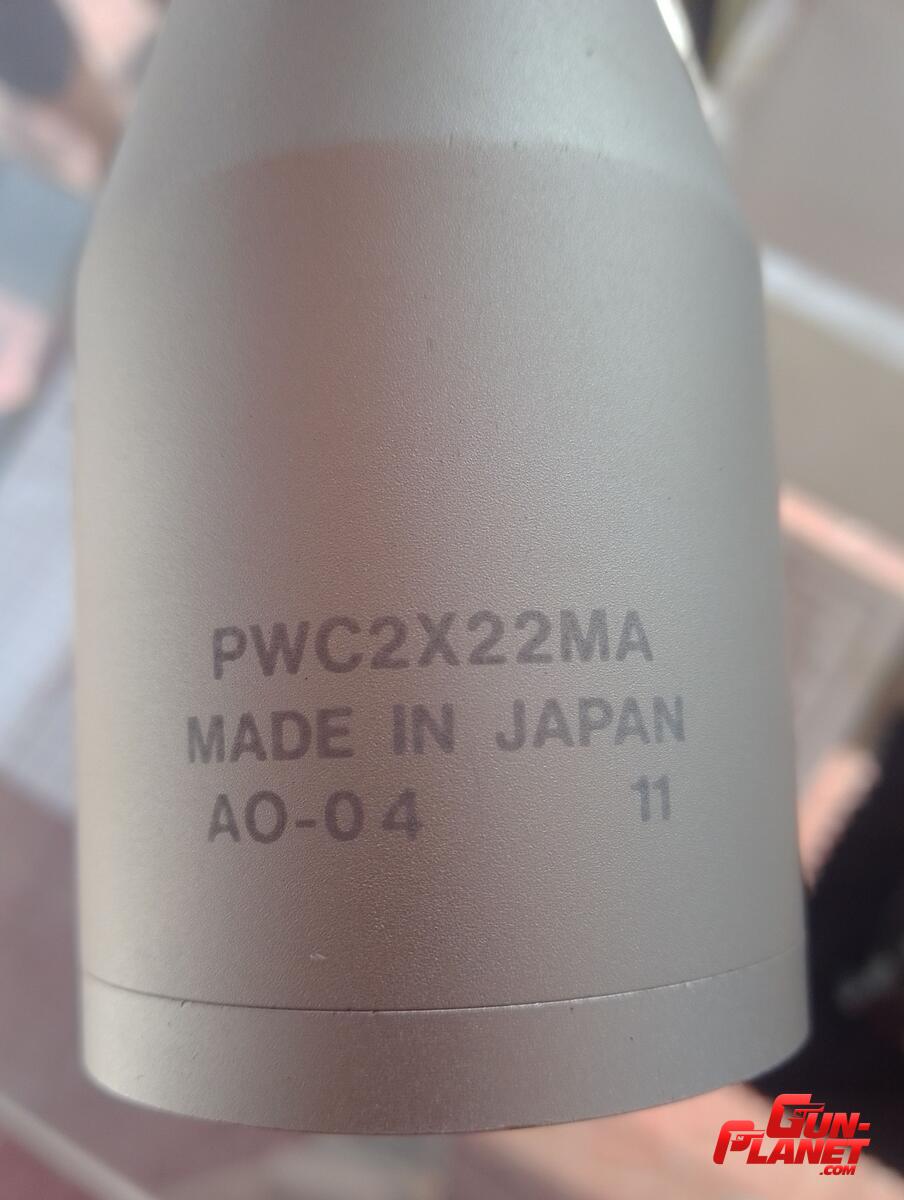 PWC2X22MA
MADE IN JAPAN
AO-04 11
GUN-
PLANET
.COM